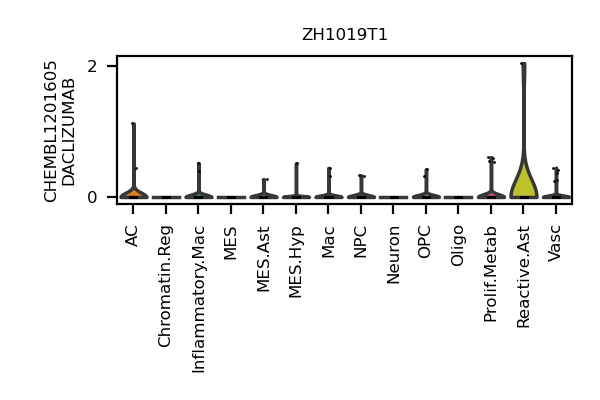 ZH1019T1
CHEMBL1201605
DACLIZUMAB
2
0
AC
Chromatin.Reg
Inflammatory.Mac
MES
MES.Ast
MES.Hyp
Mac
NPC
Neuron
OPC
Oligo
Prolif.Metab
Reactive.Ast
Vasc